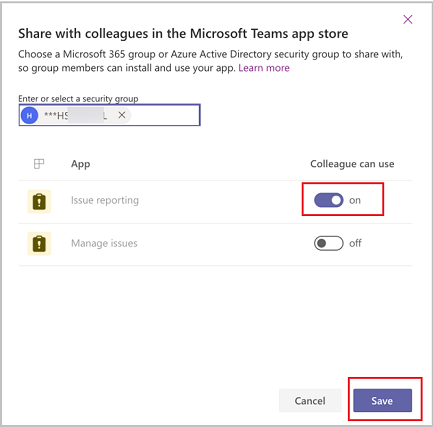 Share with colleagues in the Microsoft Teams app store
Choose a Microsoft 365 group or Azure Active Directory security group to share with,
so group members can install and use your app. Learn more
Enter or select a security group
H ***HS L
App Colleague can use
Issue reporting on
Manage issues off
Cancel Save